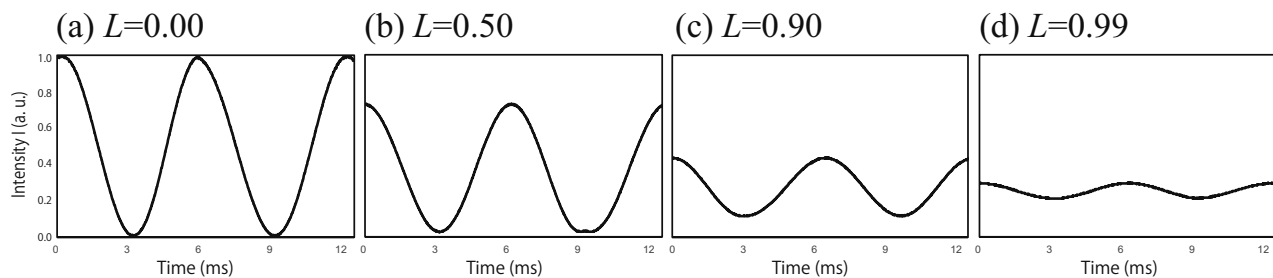 (a) L=0.00
(b) L=0.50
(c) L=0.90
(d) L=0.99
Intensity I (a. u.)
1.0
0.8
0.6
0.4
0.2
0.0
0 3 6 9 12
0 3 6 9 12
0 3 6 9 12
0 3 6 9 12
Time (ms)
Time (ms)
Time (ms)
Time (ms)